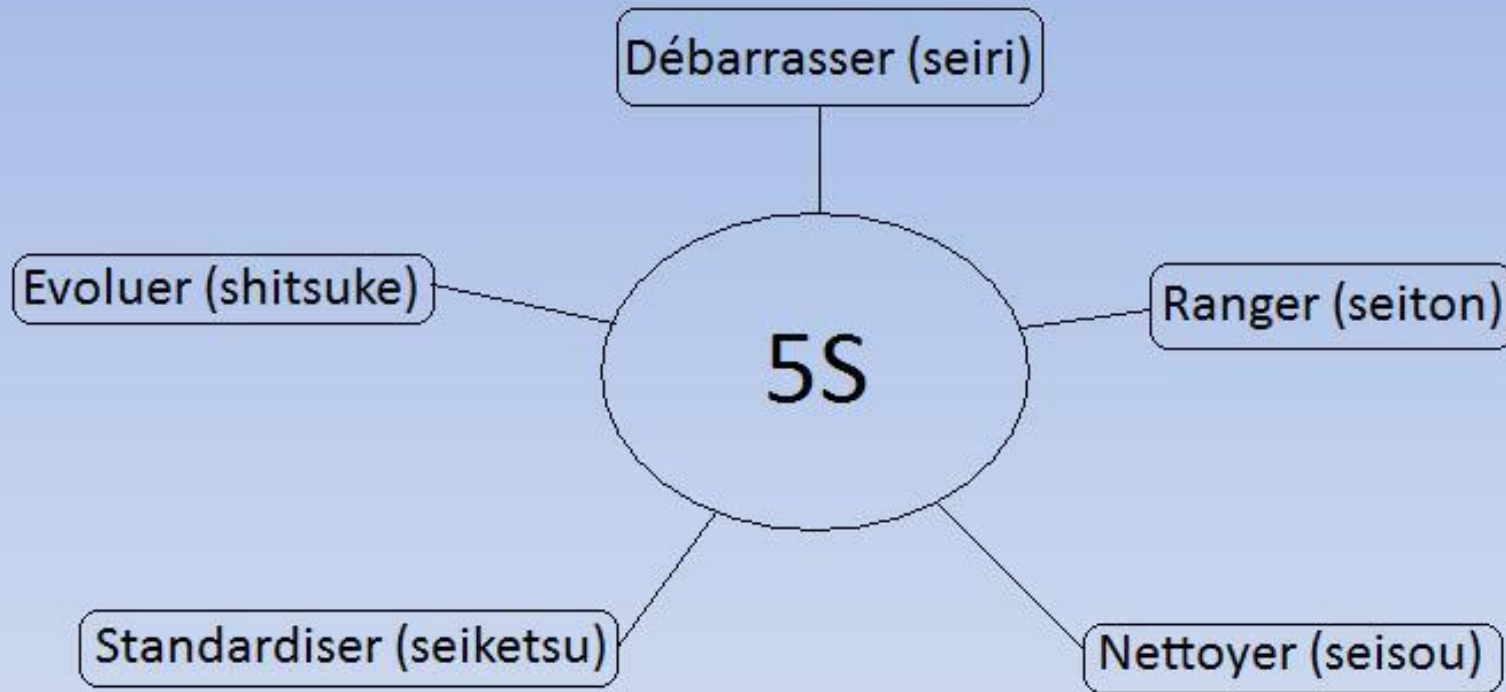 Débarrasser (seiri)
Evoluer (shitsuke)
Ranger (seiton)
5S
Standardiser (seiketsu)
Nettoyer (seisou)